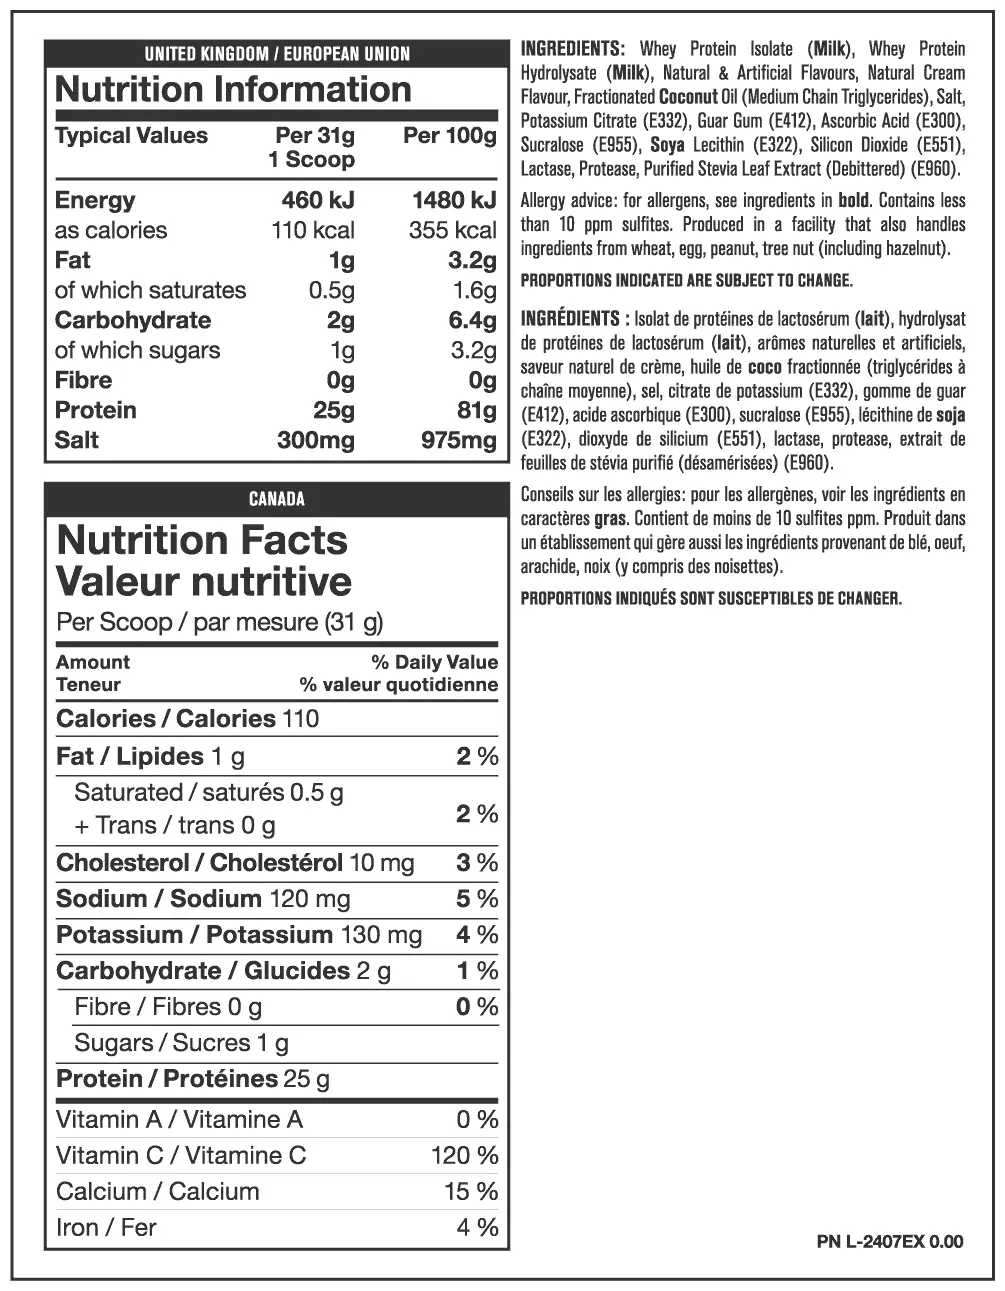 UNITED KINGDOM / EUROPEAN UNION
Nutrition Information
Typical Values Per 31g Per 100g
1 Scoop
Energy 460 kJ 1480 kJ
as calories 110 kcal 355 kcal
Fat 1g 3.2g
of which saturates 0.5g 1.6g
Carbohydrate 2g 6.4g
of which sugars 1g 3.2g
Fibre 0g 0g
Protein 25g 81g
Salt 300mg 975mg
CANADA
Nutrition Facts
Valeur nutritive
Per Scoop / par mesure (31 g)
Amount % Daily Value
Teneur % valeur quotidienne
Calories / Calories 110
Fat / Lipides 1 g 2 %
Saturated / saturés 0.5 g
+ Trans / trans 0 g 2 %
Cholesterol / Cholestérol 10 mg 3 %
Sodium / Sodium 120 mg 5 %
Potassium / Potassium 130 mg 4 %
Carbohydrate / Glucides 2 g 1 %
Fibre / Fibres 0 g 0 %
Sugars / Sucres 1 g
Protein / Protéines 25 g
Vitamin A / Vitamine A 0 %
Vitamin C / Vitamine C 120 %
Calcium / Calcium 15 %
Iron / Fer 4 %
INGREDIENTS: Whey Protein Isolate (Milk), Whey Protein
Hydrolysate (Milk), Natural & Artificial Flavours, Natural Cream
Flavour, Fractionated Coconut Oil (Medium Chain Triglycerides), Salt,
Potassium Citrate (E332), Guar Gum (E412), Ascorbic Acid (E300),
Sucralose (E955), Soya Lecithin (E322), Silicon Dioxide (E551),
Lactase, Protease, Purified Stevia Leaf Extract (Debittered) (E960).
Allergy advice: for allergens, see ingredients in bold. Contains less
than 10 ppm sulfites. Produced in a facility that also handles
ingredients from wheat, egg, peanut, tree nut (including hazelnut).
PROPORTIONS INDICATED ARE SUBJECT TO CHANGE.
INGRÉDIENTS : Isolat de protéines de lactosérum (lait), hydrolysat
de protéines de lactosérum (lait), arômes naturelles et artificiels,
saveur naturel de crème, huile de coco fractionnée (triglycérides à
chaîne moyenne), sel, citrate de potassium (E332), gomme de guar
(E412), acide ascorbique (E300), sucralose (E955), lécithine de soja
(E322), dioxyde de silicium (E551), lactase, protease, extrait de
feuilles de stévia purifié (désamérisées) (E960).
Conseils sur les allergies: pour les allergènes, voir les ingrédients en
caractères gras. Contient de moins de 10 sulfites ppm. Produit dans
un établissement qui gère aussi les ingrédients provenant de blé, oeuf,
arachide, noix (y compris des noisettes).
PROPORTIONS INDIQUÉS SONT SUSCEPTIBLES DE CHANGER.
PN L-2407EX 0.00